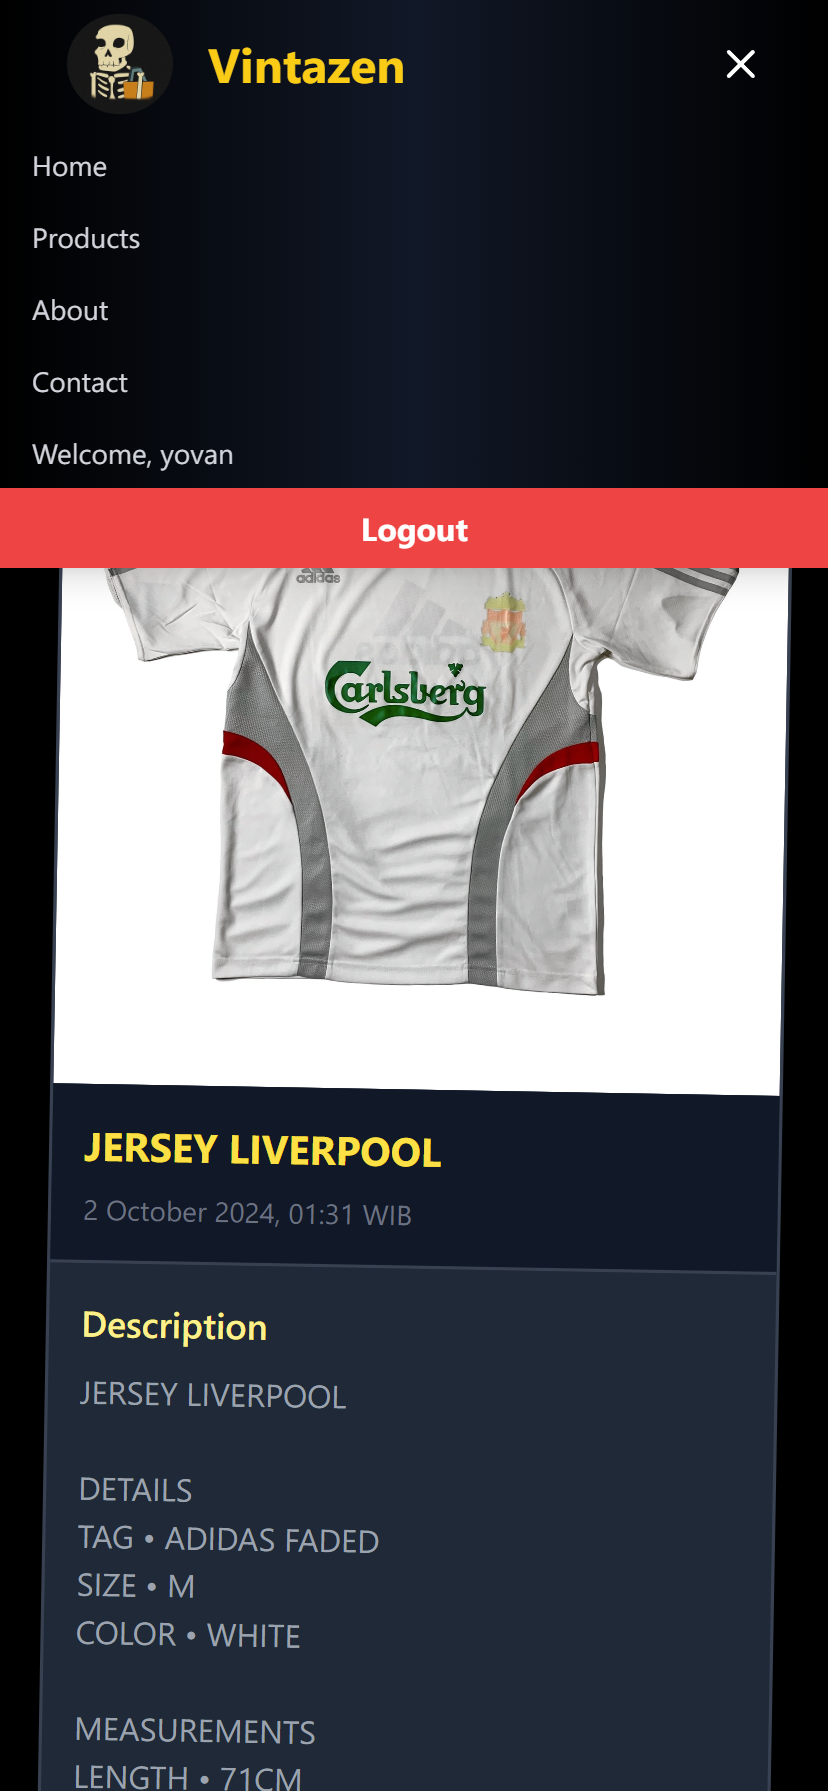 Vintazen
Home
Products
About
Contact
Welcome, yovan
Logout
adidas
Carlsberg
JERSEY LIVERPOOL
2 October 2024, 01:31 WIB
Description
JERSEY LIVERPOOL
DETAILS
TAG • ADIDAS FADED
SIZE • M
COLOR • WHITE
MEASUREMENTS
LENGTH • 71CM